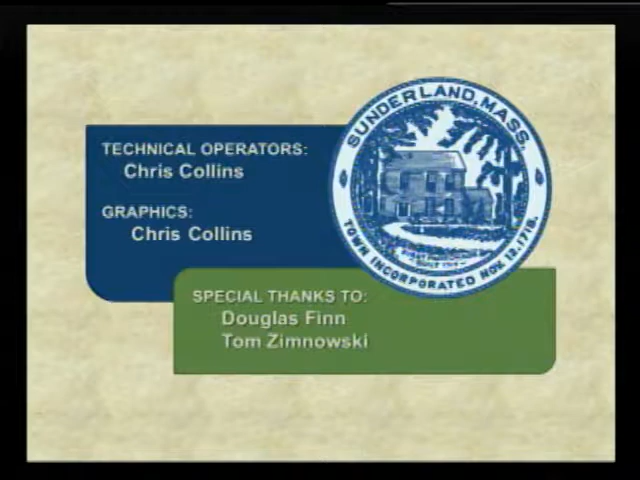 TECHNICAL OPERATORS:
Chris Collins
GRAPHICS:
Chris Collins
SPECIAL THANKS TO:
Douglas Finn
Tom Zimnowski
SUNDERLAND, MASS.
TOWN INCORPORATED NOV. 12, 1718.